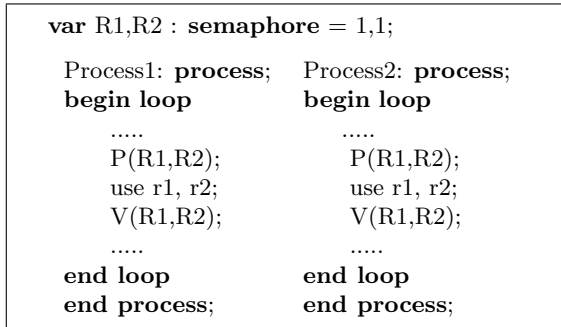 var R1,R2 : semaphore = 1,1;
Process1: process; Process2: process;
begin loop begin loop
..... .....
P(R1,R2); P(R1,R2);
use r1, r2; use r1, r2;
V(R1,R2); V(R1,R2);
..... .....
end loop end loop
end process; end process;